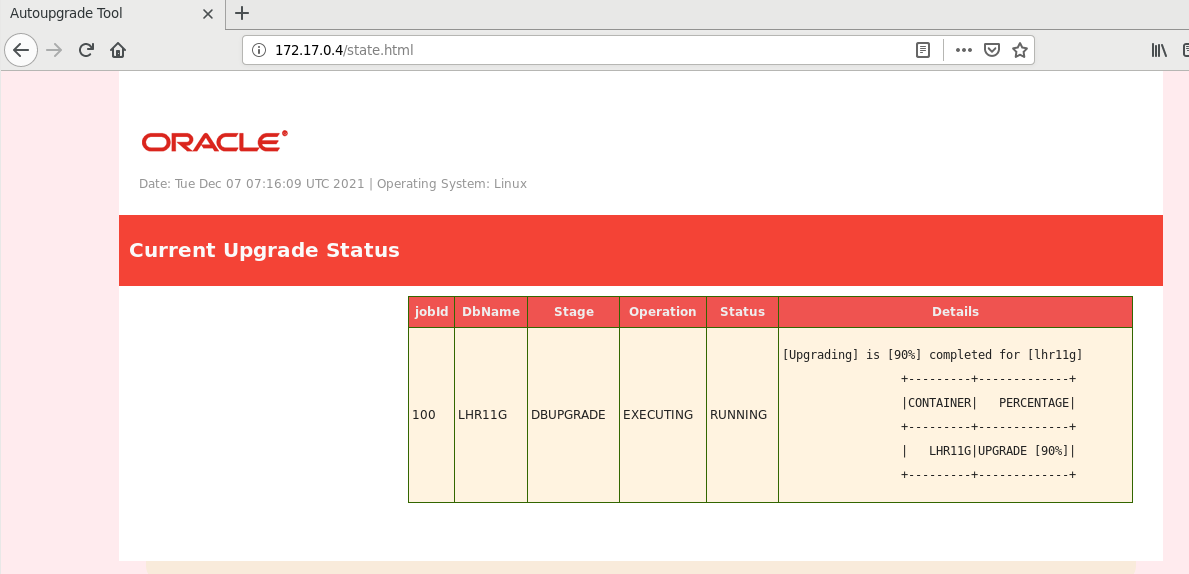 Autoupgrade Tool
172.17.0.4/state.html
ORACLE
Date: Tue Dec 07 07:16:09 UTC 2021 | Operating System: Linux
Current Upgrade Status
jobId DbName Stage Operation Status Details
[Upgrading] is [90%] completed for [lhr11g]
+---------+-------------+
|CONTAINER|   PERCENTAGE|
+---------+-------------+
100 LHR11G DBUPGRADE EXECUTING RUNNING
|   LHR11G|UPGRADE [90%]|
+---------+-------------+